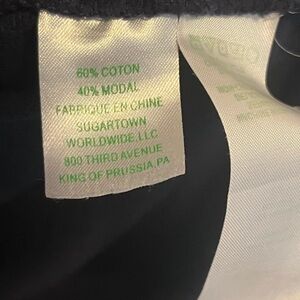 60% COTON
40% MODAL
FABRIQUE EN CHINE
SUGARTOWN
WORLDWIDE, LLC
800 THIRD AVENUE
KING OF PRUSSIA, PA